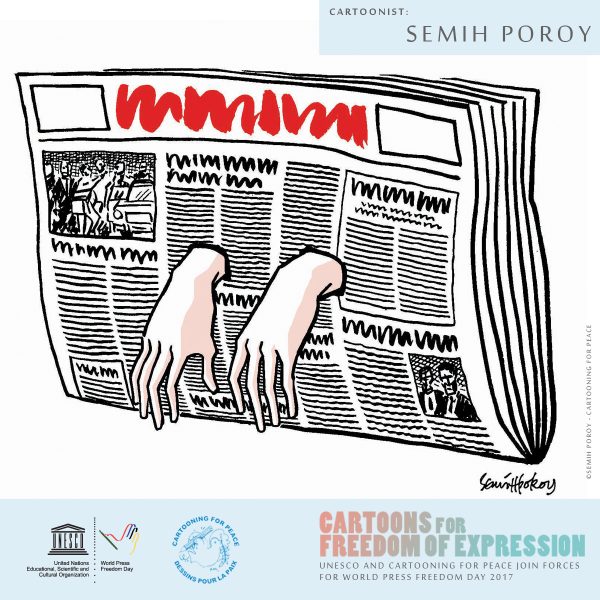 CARTOONIST:
SEMIH POROY
©SEMIH POROY - CARTOONING FOR PEACE
SemihPoroy
UNESCO
United Nations
Educational, Scientific and
Cultural Organization
World Press
Freedom Day
CARTOONING FOR PEACE
DESSINS POUR LA PAIX
CARTOONS FOR
FREEDOM OF EXPRESSION
UNESCO AND CARTOONING FOR PEACE JOIN FORCES
FOR WORLD PRESS FREEDOM DAY 2017